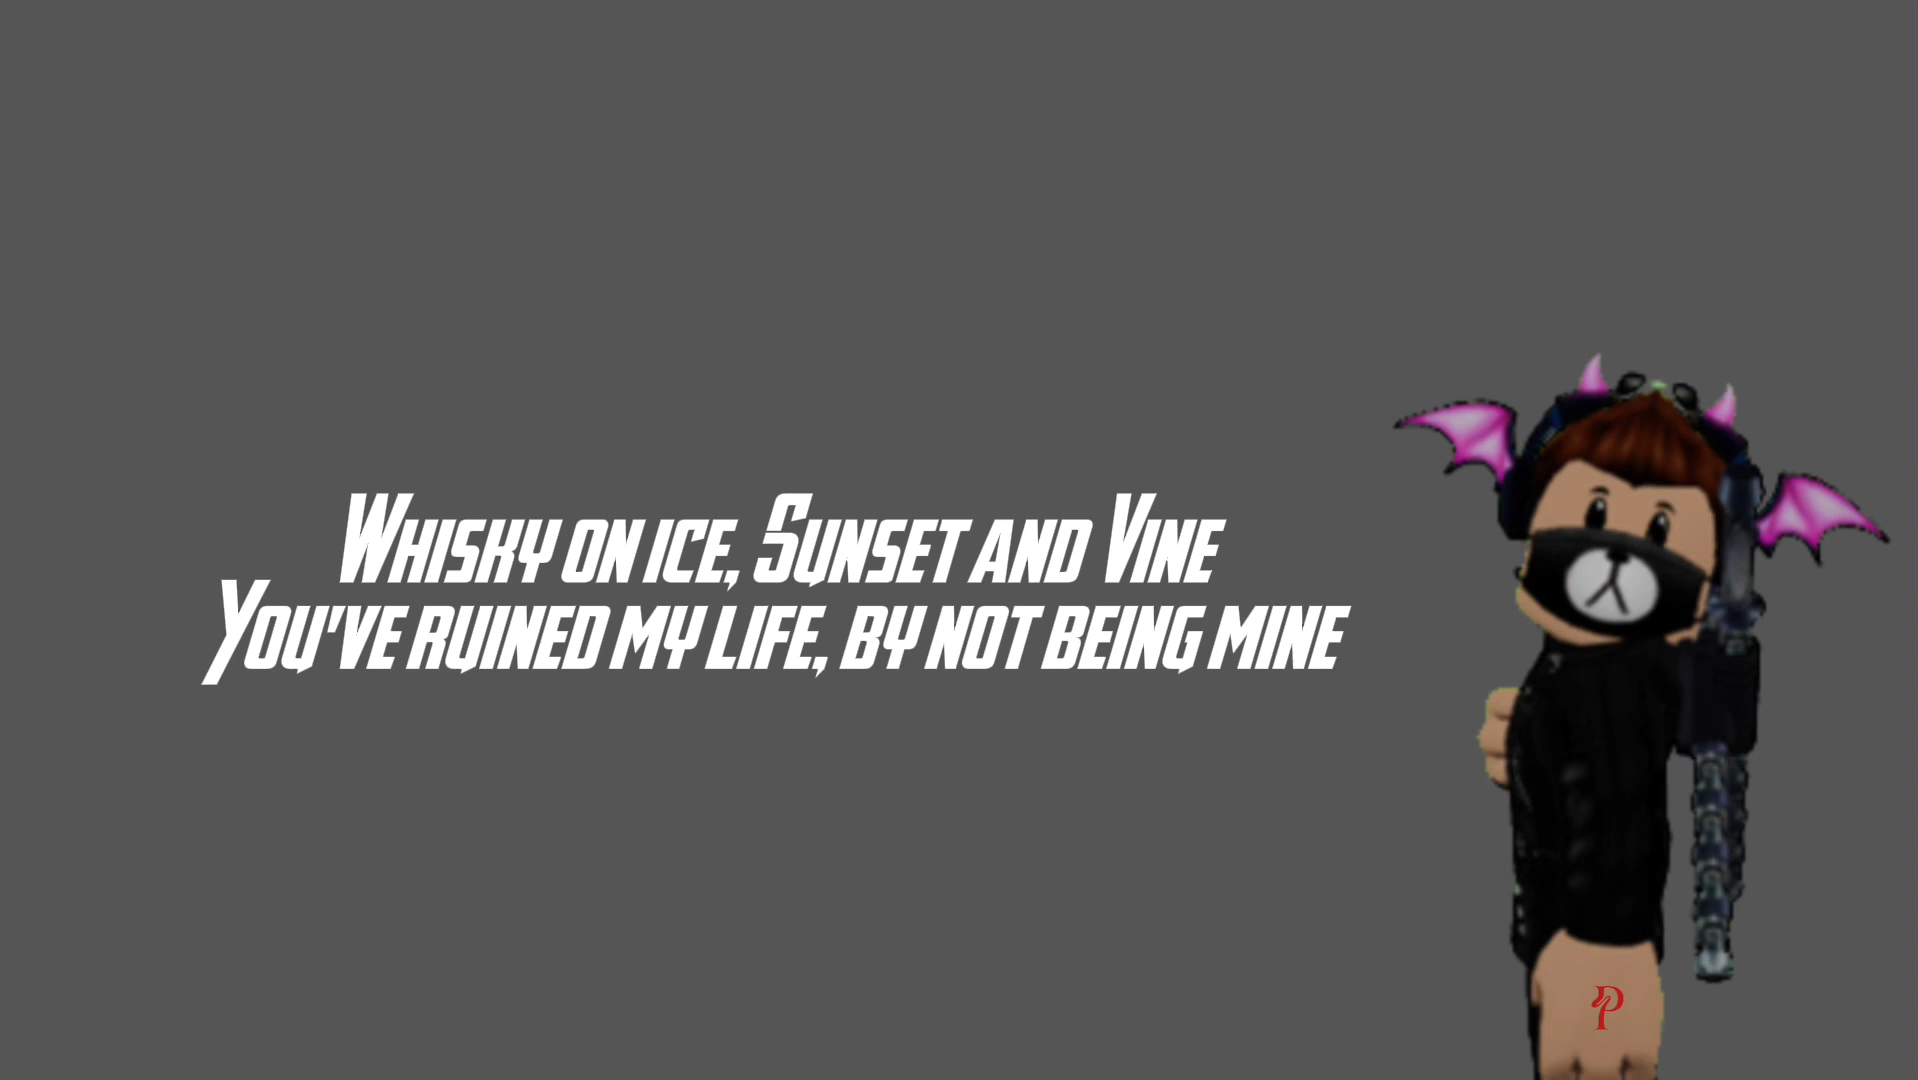 Whisky on ice, Sunset and Vine
You've ruined my life, by not being mine
P